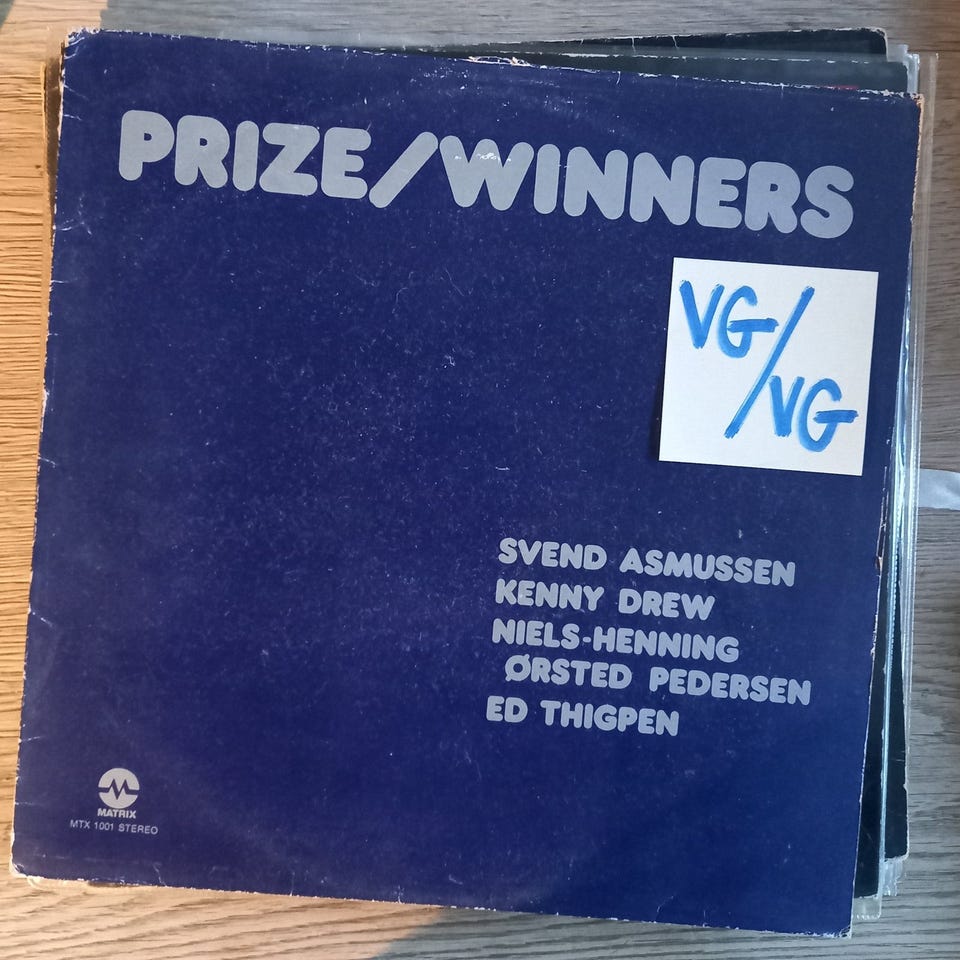 PRIZE/WINNERS
VG/
VG
SVEND ASMUSSEN
KENNY DREW
NIELS-HENNING
ØRSTED PEDERSEN
ED THIGPEN
MATRIX
MTX 1001 STEREO